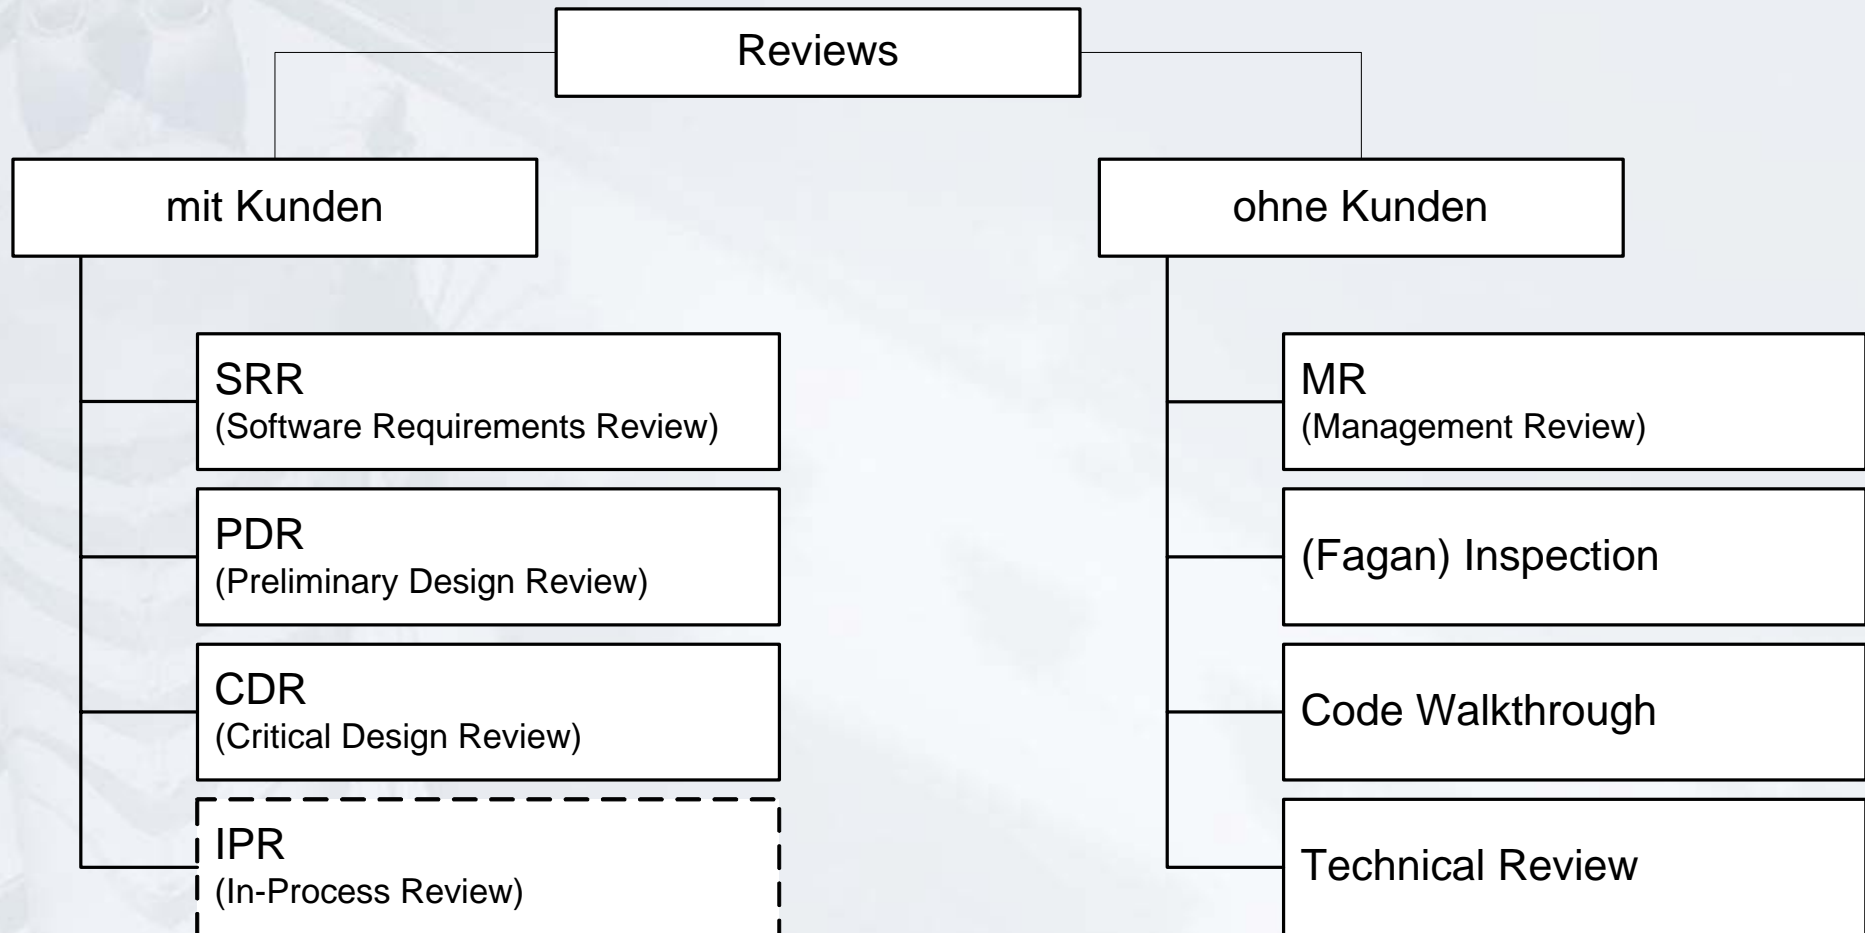 Reviews
mit Kunden
ohne Kunden
SRR
(Software Requirements Review)
PDR
(Preliminary Design Review)
CDR
(Critical Design Review)
IPR
(In-Process Review)
MR
(Management Review)
(Fagan) Inspection
Code Walkthrough
Technical Review